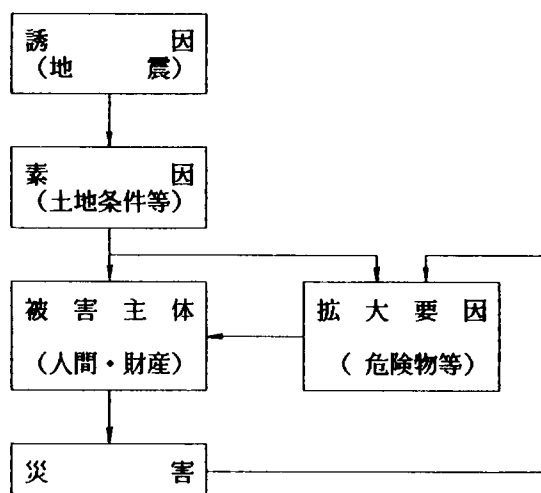 誘因
(地震)
素因
(土地条件等)
被害主体
(人間・財産)
拡大要因
(危険物等)
災害